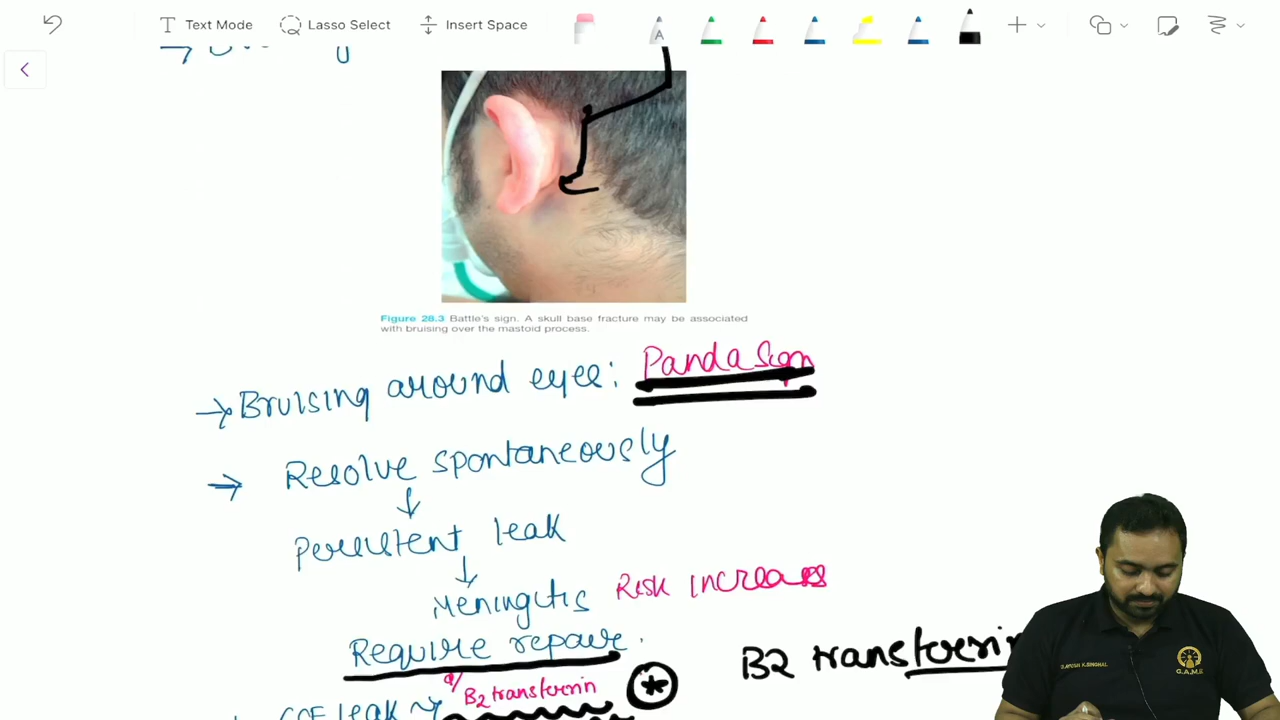 Text Mode Lasso Select Insert Space
A
Figure 28.3 Battle's sign. A skull base fracture may be associated
with bruising over the mastoid process.
→ Bruising around eyes: Panda Sign
→ Resolve spontaneously
↓
Persistent leak
↓
Meningitis Risk increases
Require repair.
B2 transferrin
B2 transferrin
leak
G.A.M.E